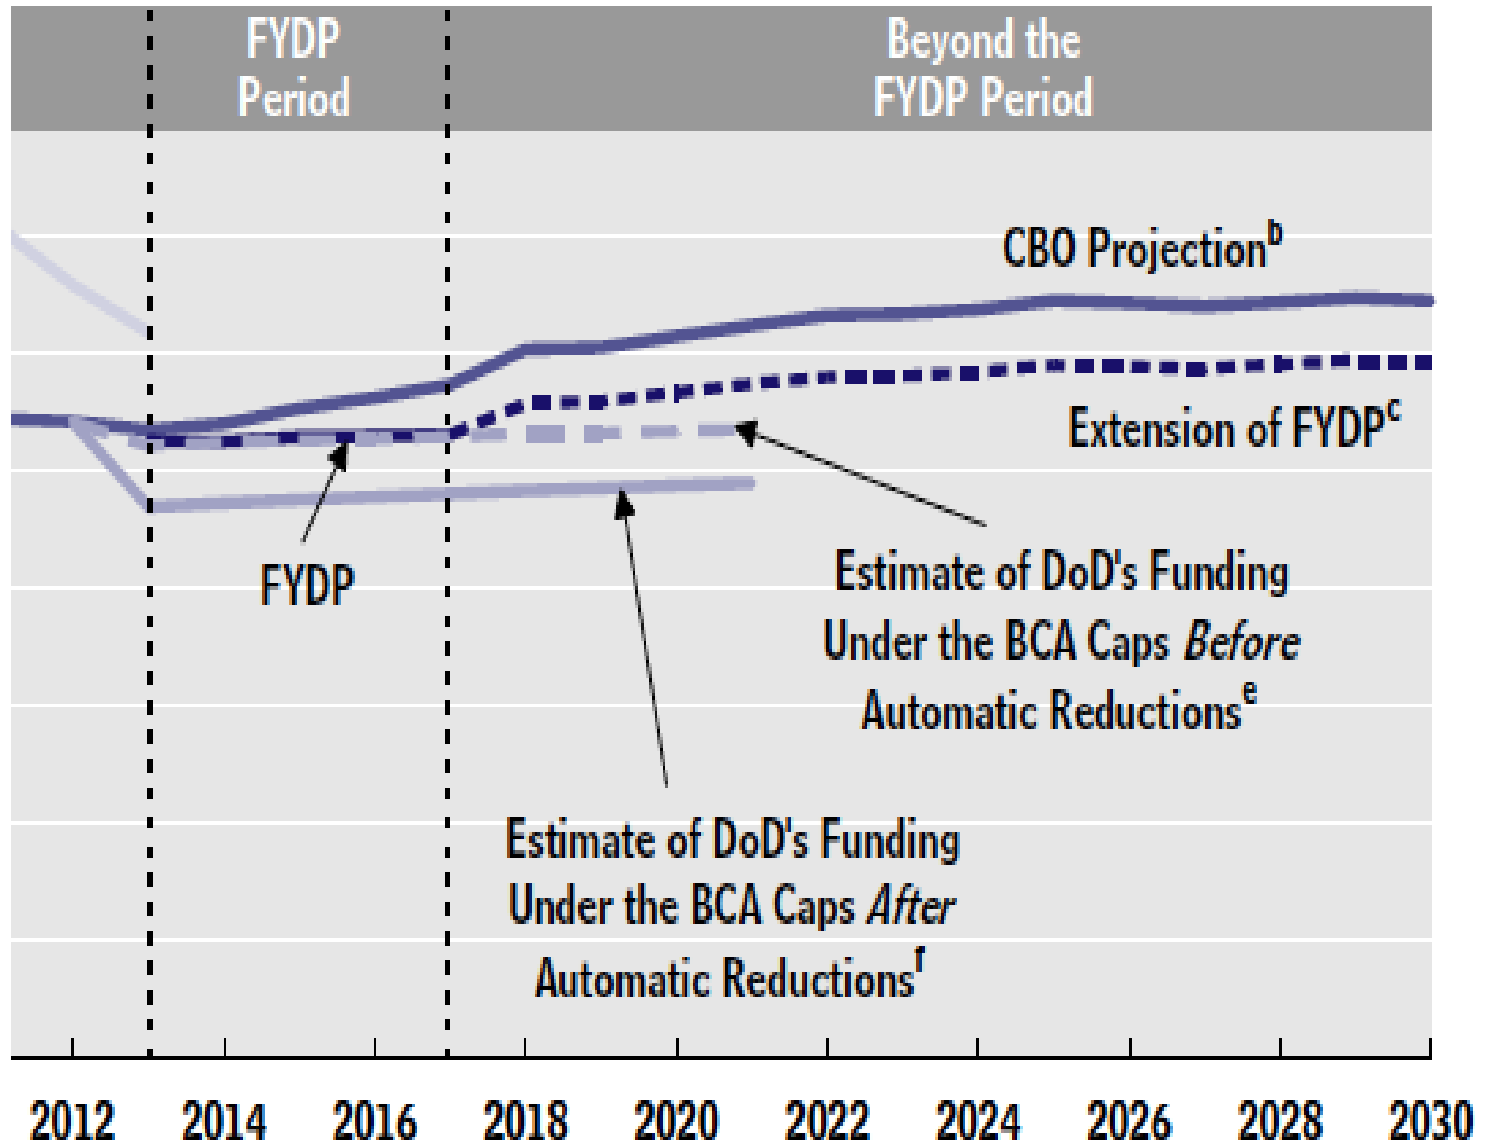 FYDP
Period
Beyond the
FYDP Period
CBO Projectionᵇ
Extension of FYDPᶜ
FYDP
Estimate of DoD's Funding
Under the BCA Caps Before
Automatic Reductionsᵉ
Estimate of DoD's Funding
Under the BCA Caps After
Automatic Reductionsᶠ
2012 2014 2016 2018 2020 2022 2024 2026 2028 2030